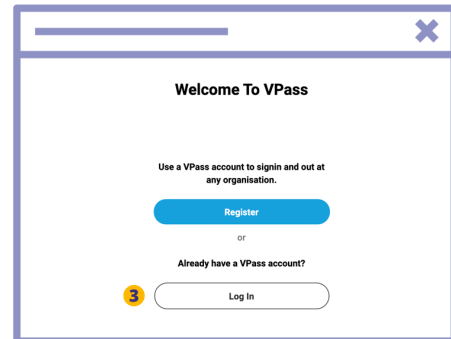 Welcome To VPass
Use a VPass account to signin and out at
any organisation.
Register
or
Already have a VPass account?
3
Log In